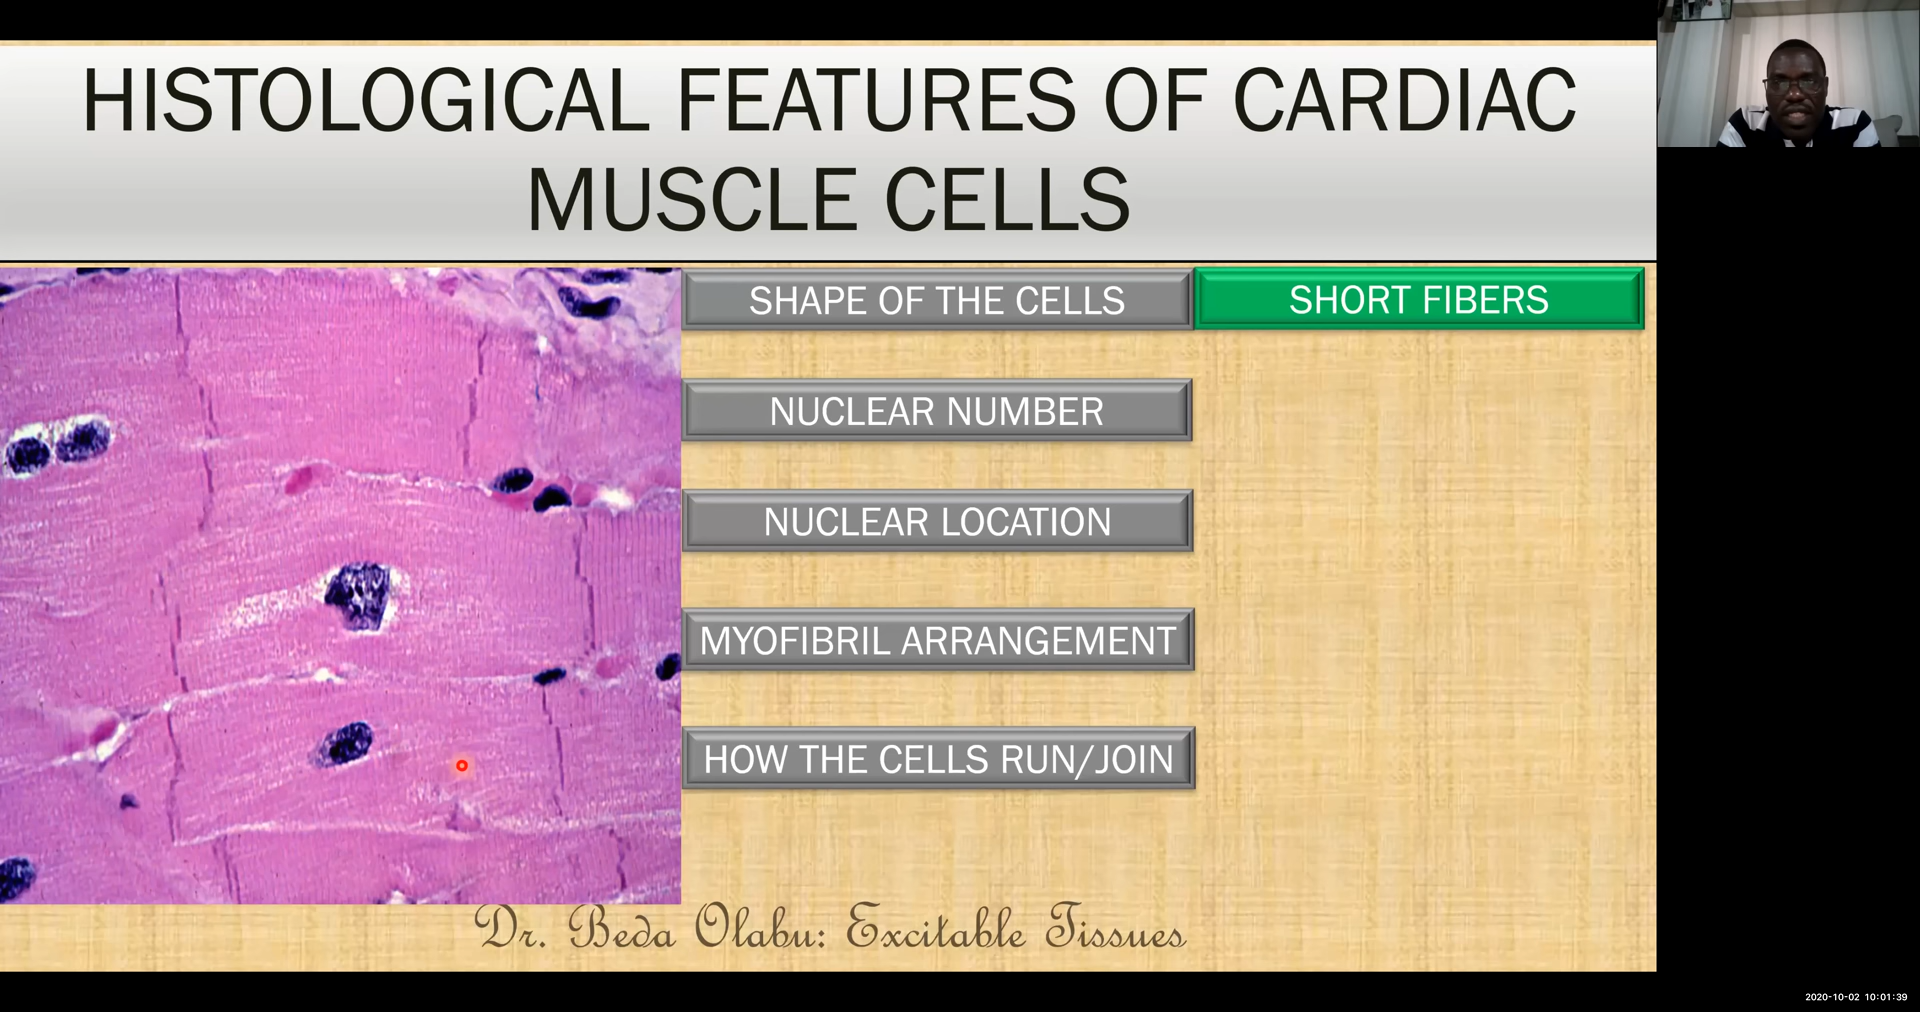 HISTOLOGICAL FEATURES OF CARDIAC
MUSCLE CELLS
SHAPE OF THE CELLS
SHORT FIBERS
NUCLEAR NUMBER
NUCLEAR LOCATION
MYOFIBRIL ARRANGEMENT
HOW THE CELLS RUN/JOIN
Dr. Beda Olabu: Excitable Tissues
2020-10-02 10:01:39